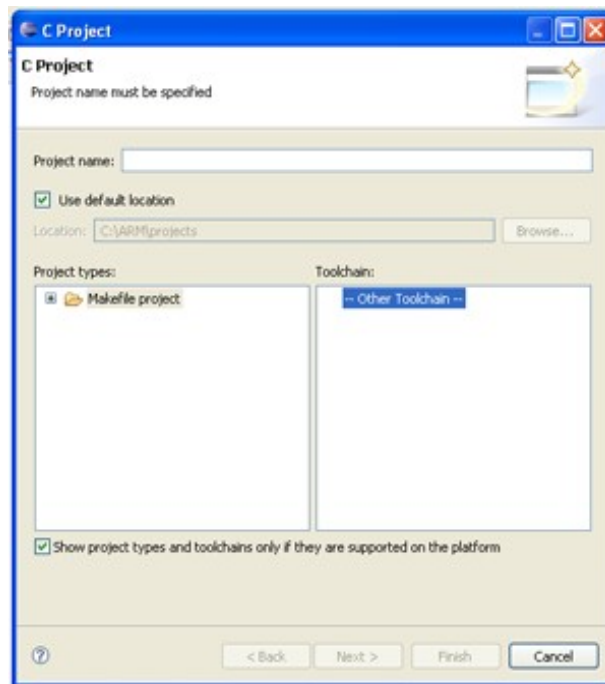 C Project
C Project
Project name must be specified
Project name:
Use default location
Location: C:\ARM\projects Browse...
Project types: Toolchain:
Makefile project -- Other Toolchain --
Show project types and toolchains only if they are supported on the platform
? < Back Next > Finish Cancel